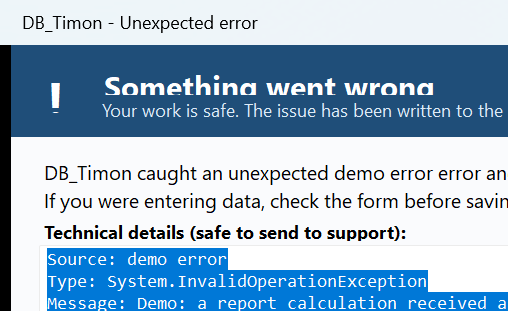 DB_Timon - Unexpected error
!
Something went wrong
Your work is safe. The issue has been written to the
DB_Timon caught an unexpected demo error error an
If you were entering data, check the form before savin
Technical details (safe to send to support):
Source: demo error
Type: System.InvalidOperationException
Message: Demo: a report calculation received a